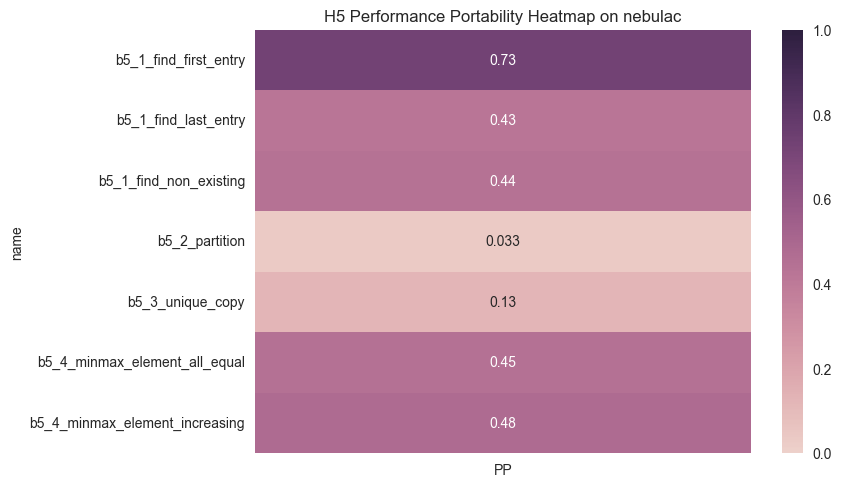 H5 Performance Portability Heatmap on nebulac
name
b5_1_find_first_entry 0.73
b5_1_find_last_entry 0.43
b5_1_find_non_existing 0.44
b5_2_partition 0.033
b5_3_unique_copy 0.13
b5_4_minmax_element_all_equal 0.45
b5_4_minmax_element_increasing 0.48
PP
1.0
0.8
0.6
0.4
0.2
0.0